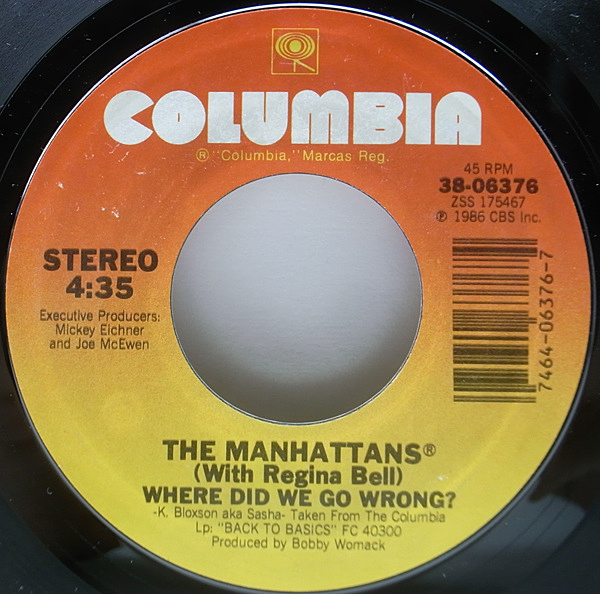 COLUMBIA
® "Columbia," Marcas Reg.
45 RPM
38-06376
ZSS 175467
℗ 1986 CBS Inc.
STEREO
4:35
Executive Producers:
Mickey Eichner
and Joe McEwen
7464-06376-7
THE MANHATTANS®
(With Regina Bell)
WHERE DID WE GO WRONG?
-K. Bloxson aka Sasha- Taken From The Columbia
Lp: "BACK TO BASICS" FC 40300
Produced by Bobby Womack